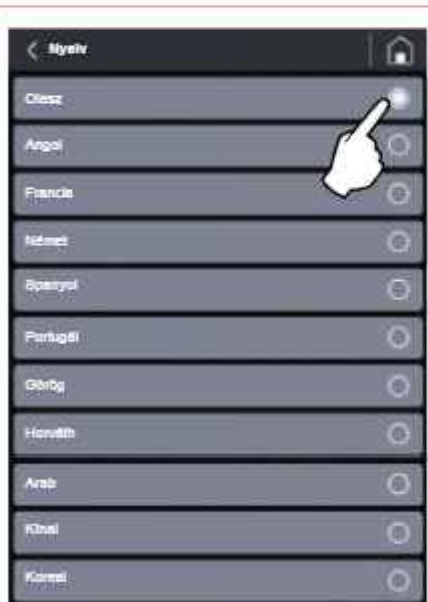 Nyelv
Olasz
Angol
Francia
Német
Spanyol
Portugál
Görög
Horváth
Arab
Kínai
Koreai